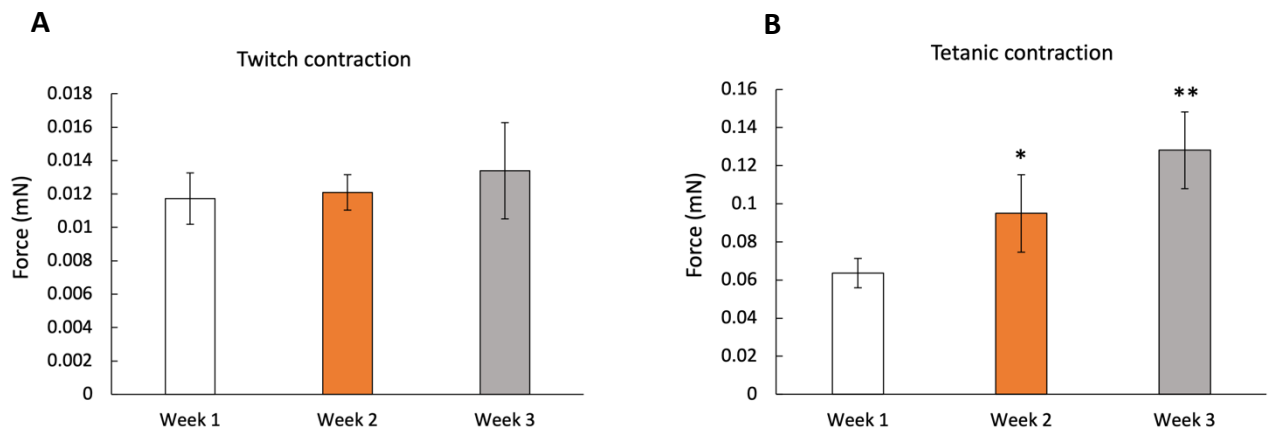 A
Twitch contraction
Force (mN)
0.018
0.016
0.014
0.012
0.01
0.008
0.006
0.004
0.002
0
Week 1
Week 2
Week 3
B
Tetanic contraction
Force (mN)
0.16
0.14
0.12
0.1
0.08
0.06
0.04
0.02
0
*
**
Week 1
Week 2
Week 3